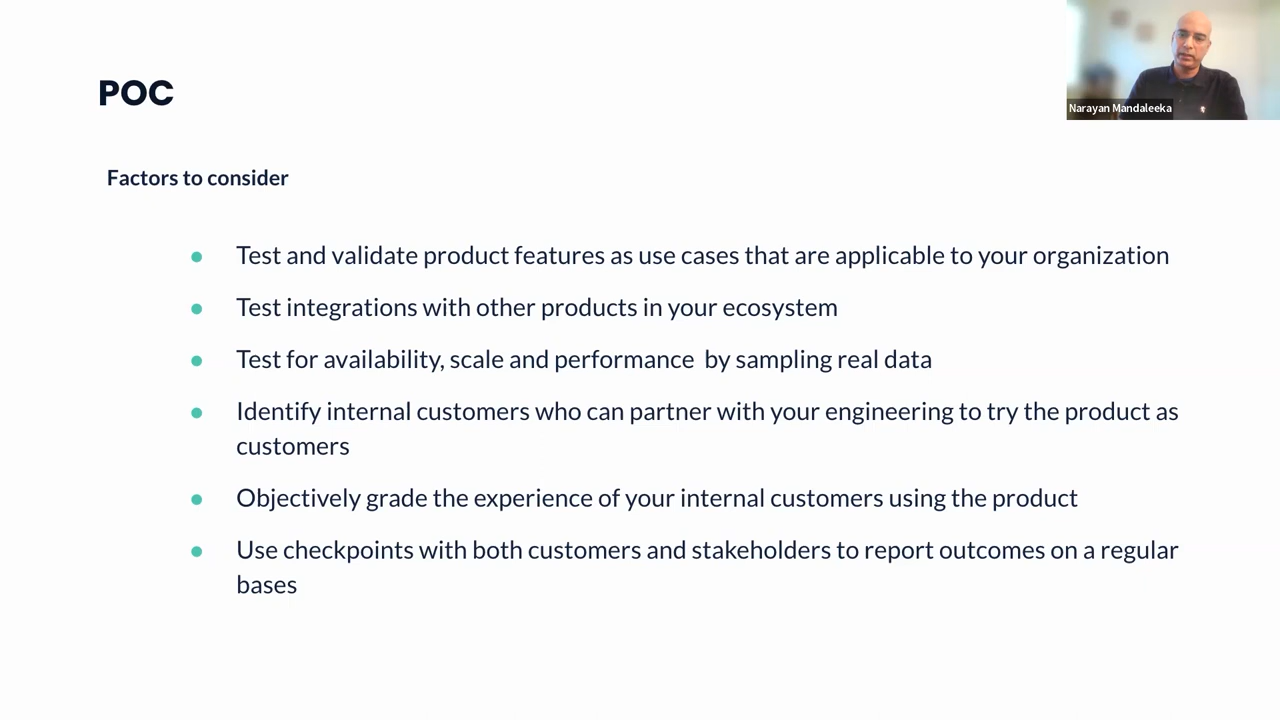 POC
Narayan Mandaleeka
Factors to consider
● Test and validate product features as use cases that are applicable to your organization
● Test integrations with other products in your ecosystem
● Test for availability, scale and performance  by sampling real data
● Identify internal customers who can partner with your engineering to try the product as
customers
● Objectively grade the experience of your internal customers using the product
● Use checkpoints with both customers and stakeholders to report outcomes on a regular
bases